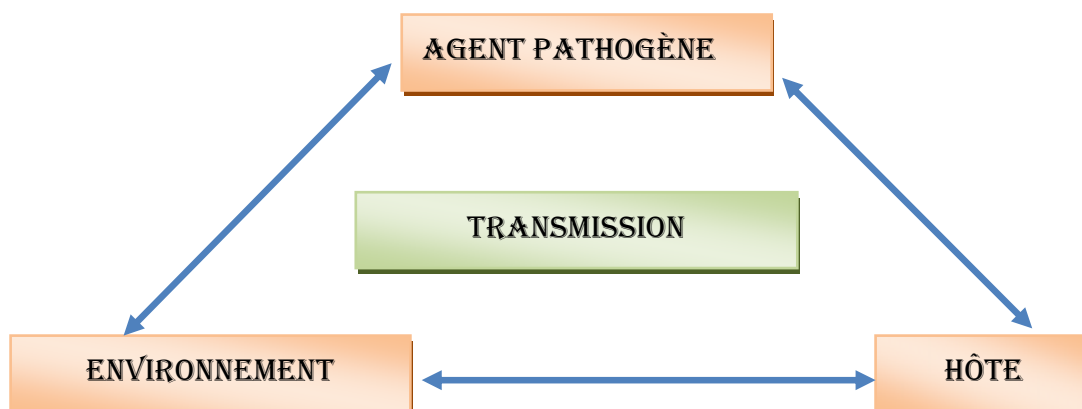 AGENT PATHOGÈNE
TRANSMISSION
ENVIRONNEMENT
HÔTE